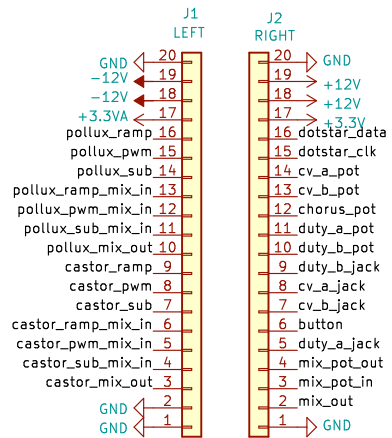 J1
LEFT
GND 20
-12V 19
-12V 18
+3.3VA 17
pollux_ramp 16
pollux_pwm 15
pollux_sub 14
pollux_ramp_mix_in 13
pollux_pwm_mix_in 12
pollux_sub_mix_in 11
pollux_mix_out 10
castor_ramp 9
castor_pwm 8
castor_sub 7
castor_ramp_mix_in 6
castor_pwm_mix_in 5
castor_sub_mix_in 4
castor_mix_out 3
GND 2
GND 1
J2
RIGHT
20 GND
19 +12V
18 +12V
17 +3.3V
16 dotstar_data
15 dotstar_clk
14 cv_a_pot
13 cv_b_pot
12 chorus_pot
11 duty_a_pot
10 duty_b_pot
9 duty_b_jack
8 cv_a_jack
7 cv_b_jack
6 button
5 duty_a_jack
4 mix_pot_out
3 mix_pot_in
2 mix_out
1 GND